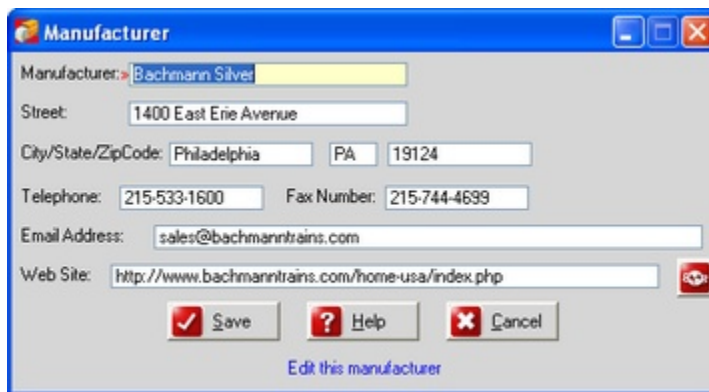 Manufacturer
Manufacturer:» Bachmann Silver
Street: 1400 East Erie Avenue
City/State/ZipCode: Philadelphia PA 19124
Telephone: 215-533-1600 Fax Number: 215-744-4699
Email Address: sales@bachmanntrains.com
Web Site: http://www.bachmanntrains.com/home-usa/index.php
Save Help Cancel
Edit this manufacturer